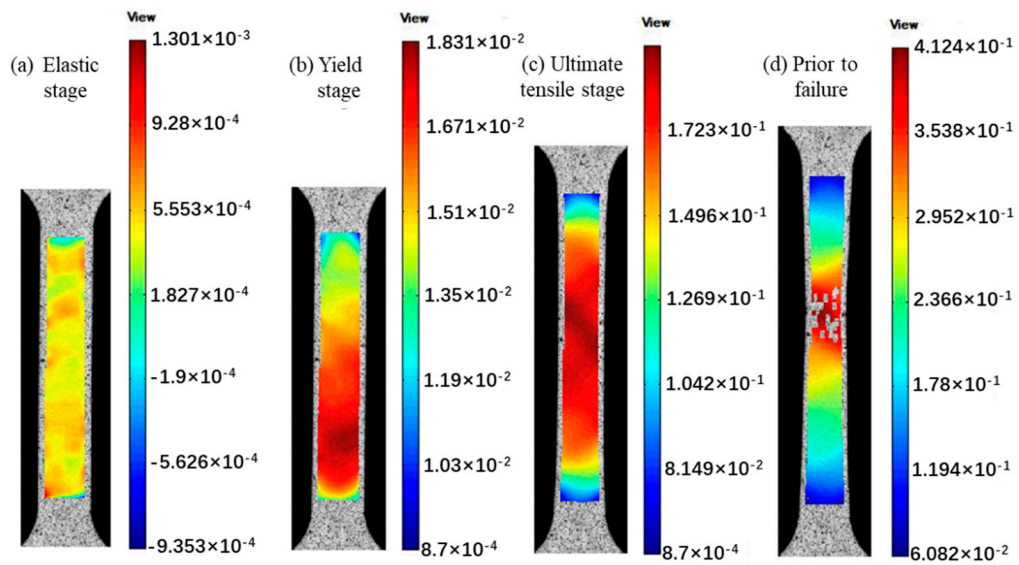 View
(a) Elastic
stage
1.301×10⁻³
9.28×10⁻⁴
5.553×10⁻⁴
1.827×10⁻⁴
-1.9×10⁻⁴
-5.626×10⁻⁴
-9.353×10⁻⁴
View
(b) Yield
stage
1.831×10⁻²
1.671×10⁻²
1.51×10⁻²
1.35×10⁻²
1.19×10⁻²
1.03×10⁻²
8.7×10⁻⁴
View
(c) Ultimate
tensile stage
1.723×10⁻¹
1.496×10⁻¹
1.269×10⁻¹
1.042×10⁻¹
8.149×10⁻²
8.7×10⁻⁴
View
(d) Prior to
failure
4.124×10⁻¹
3.538×10⁻¹
2.952×10⁻¹
2.366×10⁻¹
1.78×10⁻¹
1.194×10⁻¹
6.082×10⁻²